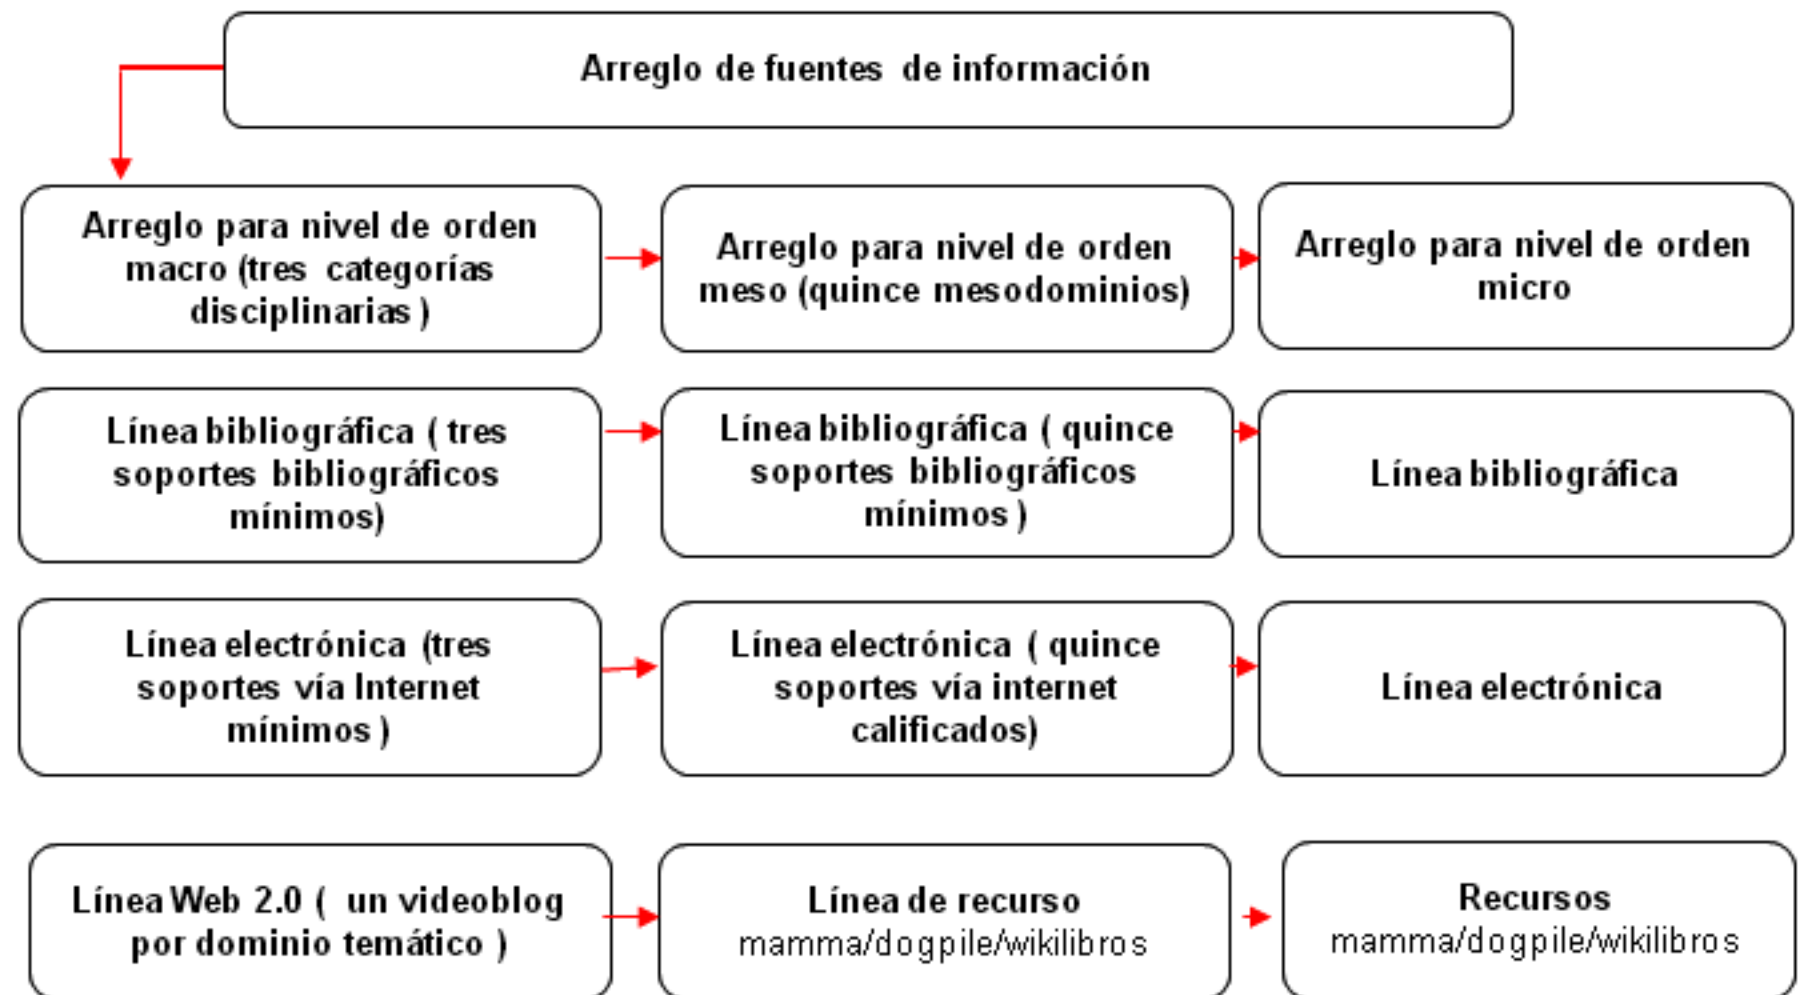 Arreglo de fuentes de información
Arreglo para nivel de orden
macro (tres categorías
disciplinarias)
Arreglo para nivel de orden
meso (quince mesodominios)
Arreglo para nivel de orden
micro
Línea bibliográfica ( tres
soportes bibliográficos
mínimos)
Línea bibliográfica ( quince
soportes bibliográficos
mínimos )
Línea bibliográfica
Línea electrónica (tres
soportes vía Internet
mínimos )
Línea electrónica ( quince
soportes vía internet
calificados)
Línea electrónica
Línea Web 2.0 ( un videoblog
por dominio temático )
Línea de recurso
mamma/dogpile/wikilibros
Recursos
mamma/dogpile/wikilibros